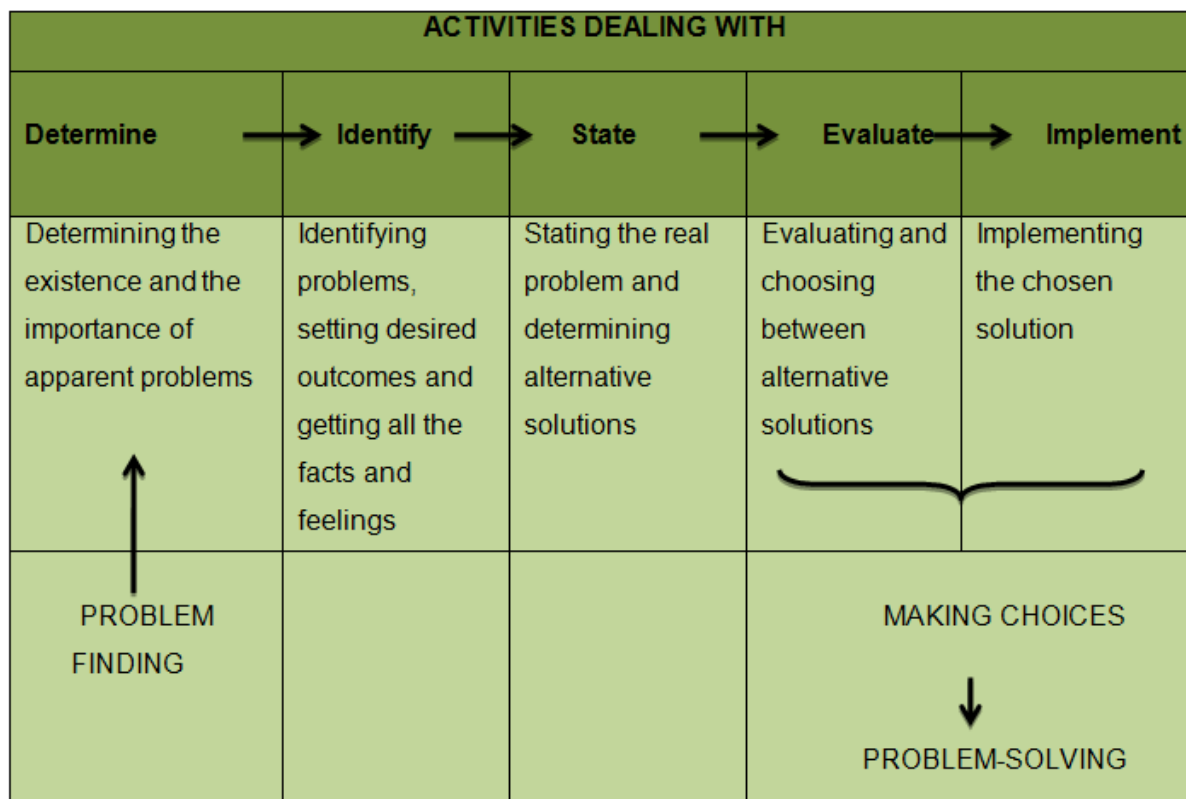 ACTIVITIES DEALING WITH
Determine
Identify
State
Evaluate
Implement
Determining the
existence and the
importance of
apparent problems
Identifying
problems,
setting desired
outcomes and
getting all the
facts and
feelings
Stating the real
problem and
determining
alternative
solutions
Evaluating and
choosing
between
alternative
solutions
Implementing
the chosen
solution
PROBLEM
FINDING
MAKING CHOICES
PROBLEM-SOLVING